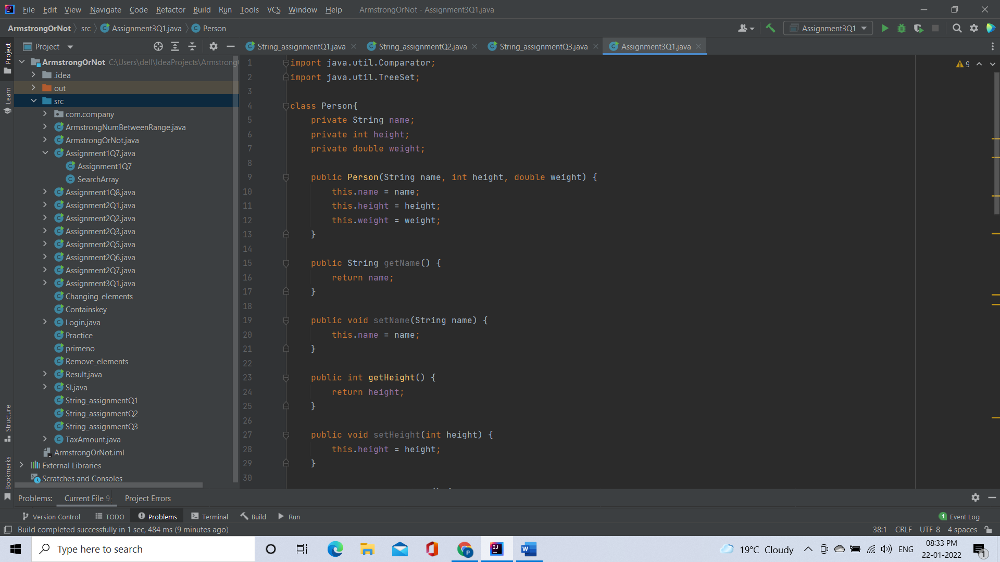 File Edit View Navigate Code Refactor Build Run Tools VCS Window Help ArmstrongOrNot - Assignment3Q1.java
ArmstrongOrNot src Assignment3Q1.java Person Assignment3Q1
Project String_assignmentQ1.java String_assignmentQ2.java String_assignmentQ3.java Assignment3Q1.java
Project
Learn
Structure
Bookmarks
ArmstrongOrNot C:\Users\dell\IdeaProjects\Armstrong
.idea
out
src
com.company
ArmstrongNumBetweenRange.java
ArmstrongOrNot.java
Assignment1Q7.java
Assignment1Q7
SearchArray
Assignment1Q8.java
Assignment2Q1.java
Assignment2Q2.java
Assignment2Q3.java
Assignment2Q5.java
Assignment2Q6.java
Assignment2Q7.java
Assignment3Q1.java
Changing_elements
Containskey
Login.java
Practice
primeno
Remove_elements
Result.java
SI.java
String_assignmentQ1
String_assignmentQ2
String_assignmentQ3
TaxAmount.java
ArmstrongOrNot.iml
External Libraries
Scratches and Consoles
1 import java.util.Comparator;
2 import java.util.TreeSet;
3
4 class Person{
5 private String name;
6 private int height;
7 private double weight;
8
9 public Person(String name, int height, double weight) {
10 this.name = name;
11 this.height = height;
12 this.weight = weight;
13 }
14
15 public String getName() {
16 return name;
17 }
18
19 public void setName(String name) {
20 this.name = name;
21 }
22
23 public int getHeight() {
24 return height;
25 }
26
27 public void setHeight(int height) {
28 this.height = height;
29 }
30
9
Problems: Current File 9 Project Errors
Version Control TODO Problems Terminal Build Run 1 Event Log
Build completed successfully in 1 sec, 484 ms (9 minutes ago) 38:1 CRLF UTF-8 4 spaces
Type here to search 19°C Cloudy ENG 08:33 PM
22-01-2022 1